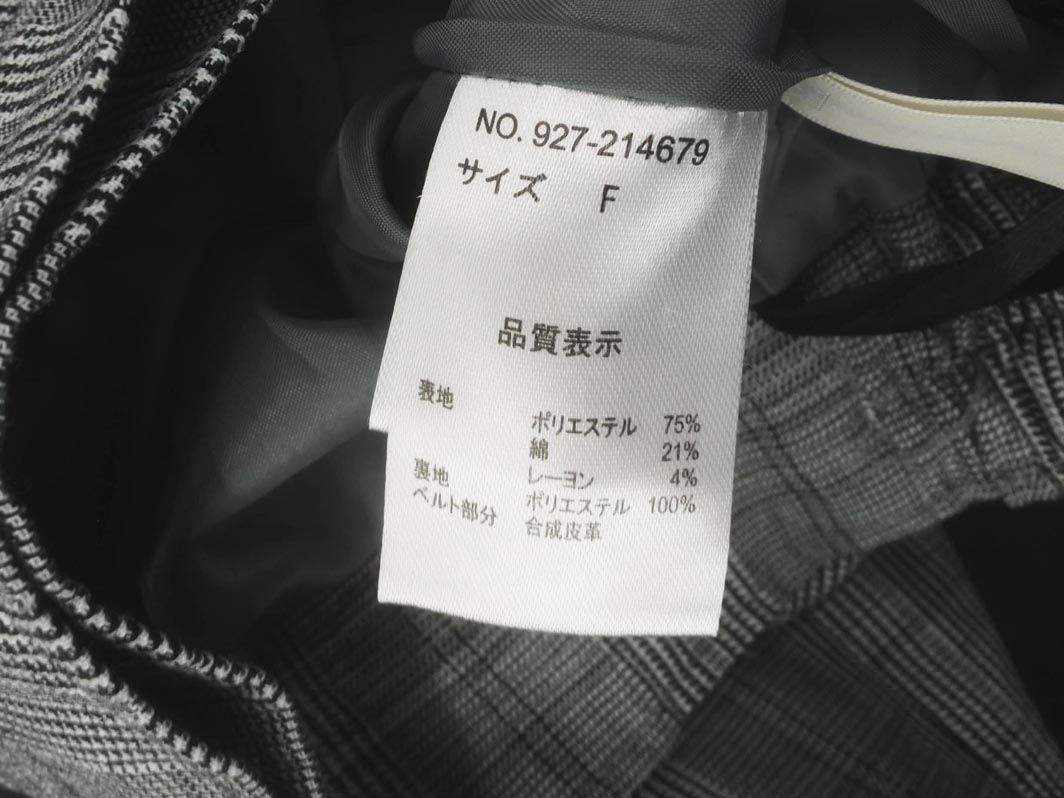 NO. 927-214679
サイズ F
品質表示
表地
ポリエステル 75%
綿 21%
レーヨン 4%
裏地 ポリエステル 100%
ベルト部分 合成皮革